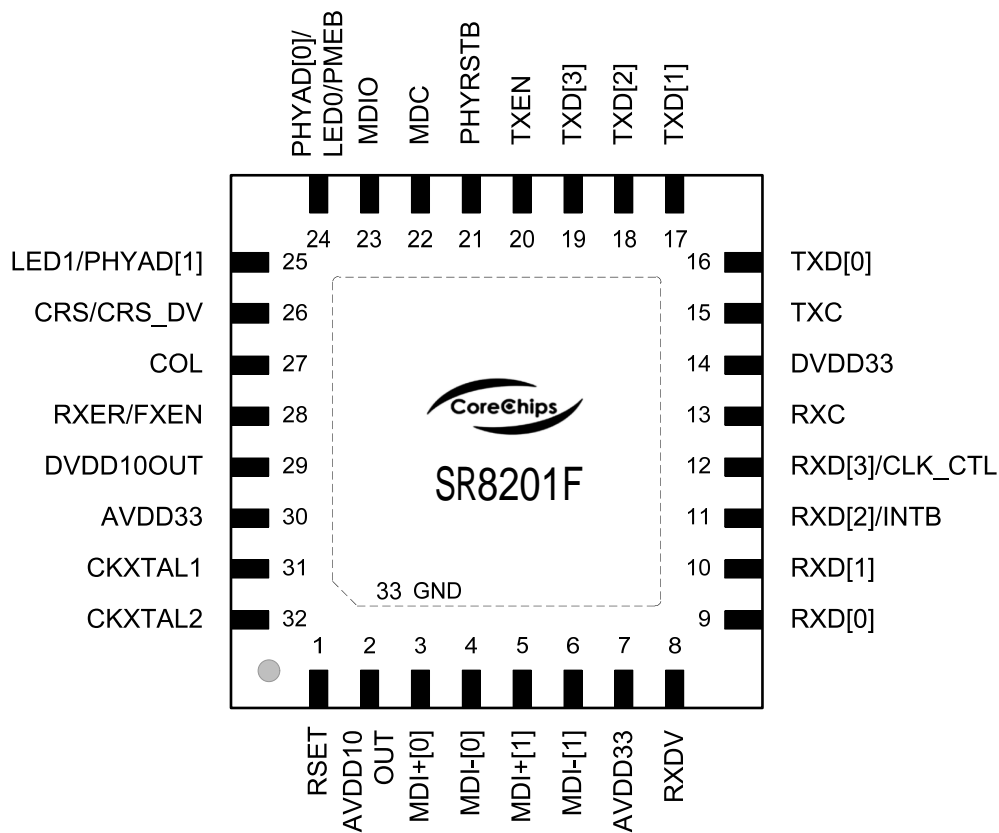 PHYAD[0]/
LED0/PMEB
MDIO
MDC
PHYRSTB
TXEN
TXD[3]
TXD[2]
TXD[1]
24 23 22 21 20 19 18 17
LED1/PHYAD[1] 25 16 TXD[0]
CRS/CRS_DV 26 15 TXC
COL 27 14 DVDD33
RXER/FXEN 28 13 RXC
CoreChips
DVDD10OUT 29 12 RXD[3]/CLK_CTL
SR8201F
AVDD33 30 11 RXD[2]/INTB
CKXTAL1 31 10 RXD[1]
33 GND
CKXTAL2 32 9 RXD[0]
1 2 3 4 5 6 7 8
RSET
AVDD10
OUT
MDI+[0]
MDI-[0]
MDI+[1]
MDI-[1]
AVDD33
RXDV